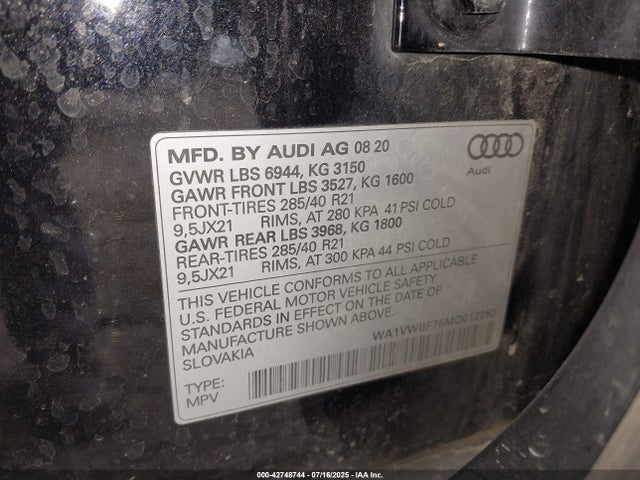 MFD. BY AUDI AG 08 20
GVWR LBS 6944, KG 3150
GAWR FRONT LBS 3527, KG 1600
FRONT-TIRES 285/40 R21
9,5JX21 RIMS, AT 280 KPA 41 PSI COLD
GAWR REAR LBS 3968, KG 1800
REAR-TIRES 285/40 R21
9,5JX21 RIMS, AT 300 KPA 44 PSI COLD
Audi
THIS VEHICLE CONFORMS TO ALL APPLICABLE
U.S. FEDERAL MOTOR VEHICLE SAFETY
STANDARDS IN EFFECT ON THE DATE OF
MANUFACTURE SHOWN ABOVE.
SLOVAKIA
WA1VWBF76MD012263
TYPE:
MPV
000-42748744 - 07/16/2025 - IAA Inc.